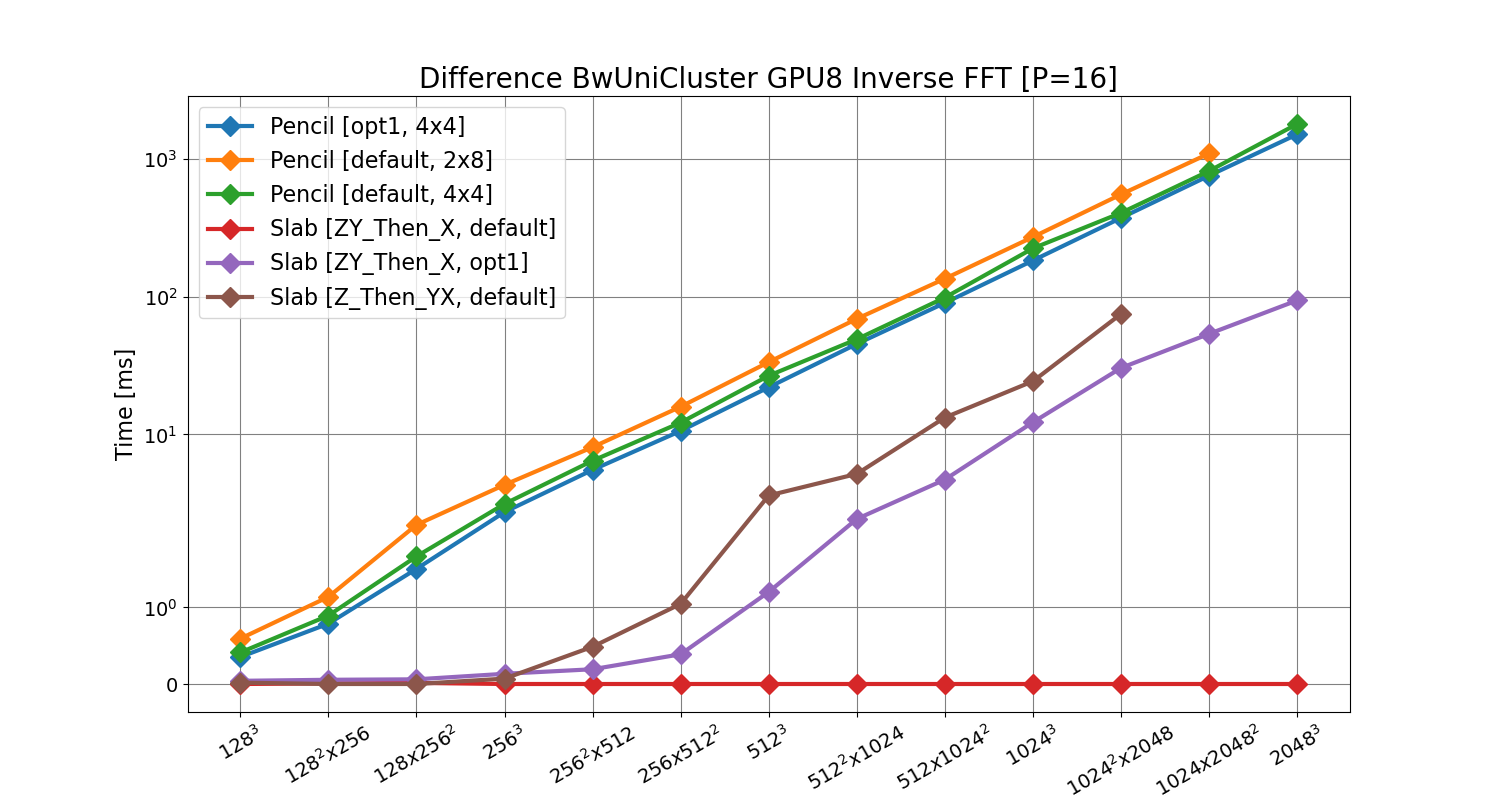 Difference BwUniCluster GPU8 Inverse FFT [P=16]
Pencil [opt1, 4x4]
Pencil [default, 2x8]
Pencil [default, 4x4]
Slab [ZY_Then_X, default]
Slab [ZY_Then_X, opt1]
Slab [Z_Then_YX, default]
Time [ms]
10³
10²
10¹
10⁰
0
128³
128²x256
128x256²
256³
256²x512
256x512²
512³
512²x1024
512x1024²
1024³
1024²x2048
1024x2048²
2048³